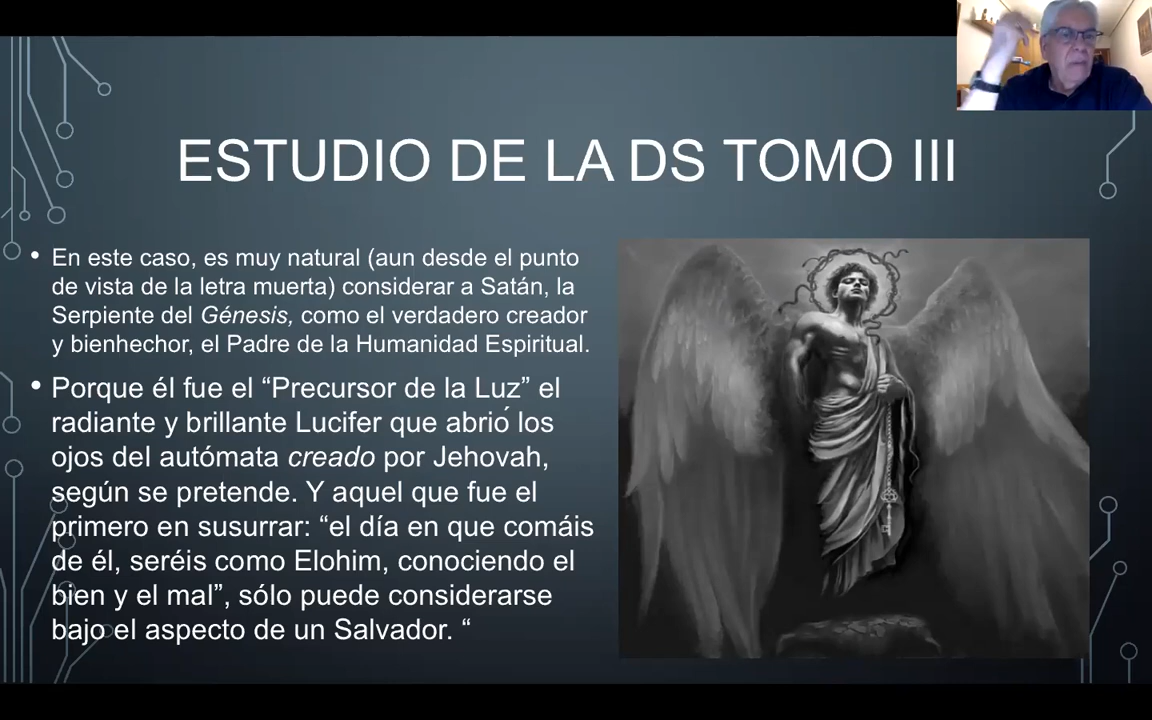 ESTUDIO DE LA DS TOMO III
• En este caso, es muy natural (aun desde el punto
de vista de la letra muerta) considerar a Satán, la
Serpiente del Génesis, como el verdadero creador
y bienhechor, el Padre de la Humanidad Espiritual.
• Porque él fue el “Precursor de la Luz” el
radiante y brillante Lucifer que abrió los
ojos del autómata creado por Jehovah,
según se pretende. Y aquel que fue el
primero en susurrar: “el día en que comáis
de él, seréis como Elohim, conociendo el
bien y el mal”, sólo puede considerarse
bajo el aspecto de un Salvador. “